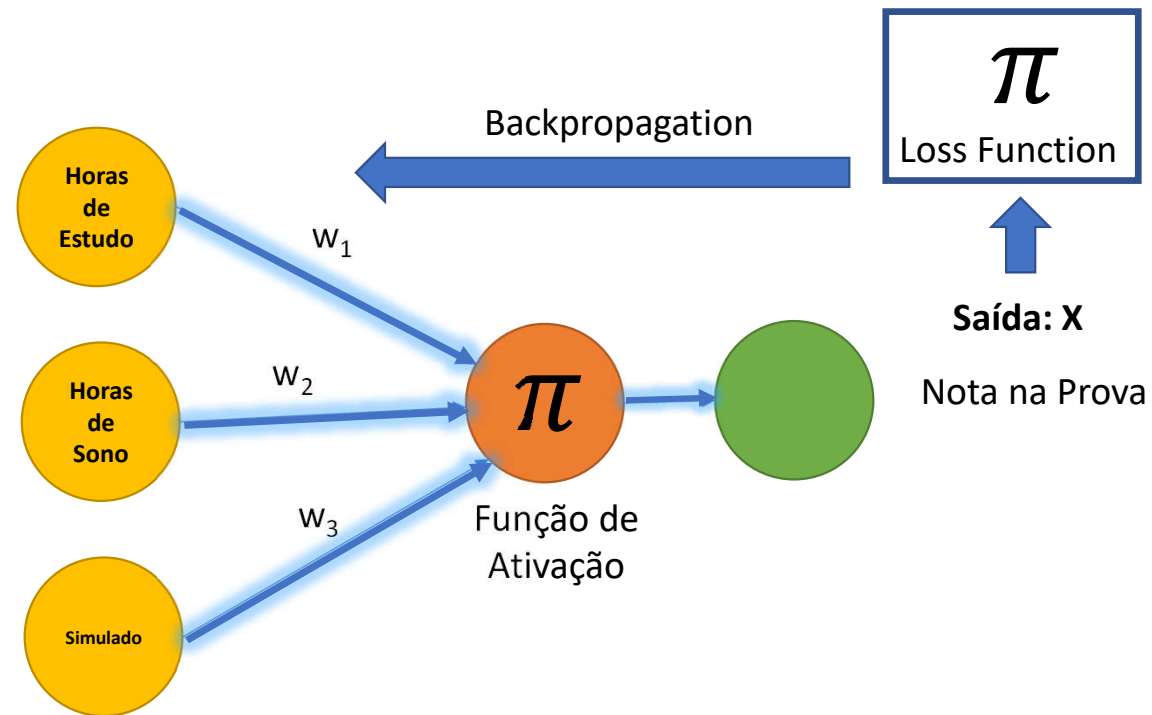 π
Loss Function
Backpropagation
Horas
de
Estudo
w₁
Saída: X
Nota na Prova
Horas
de
Sono
w₂
π
Função de
Ativação
w₃
Simulado